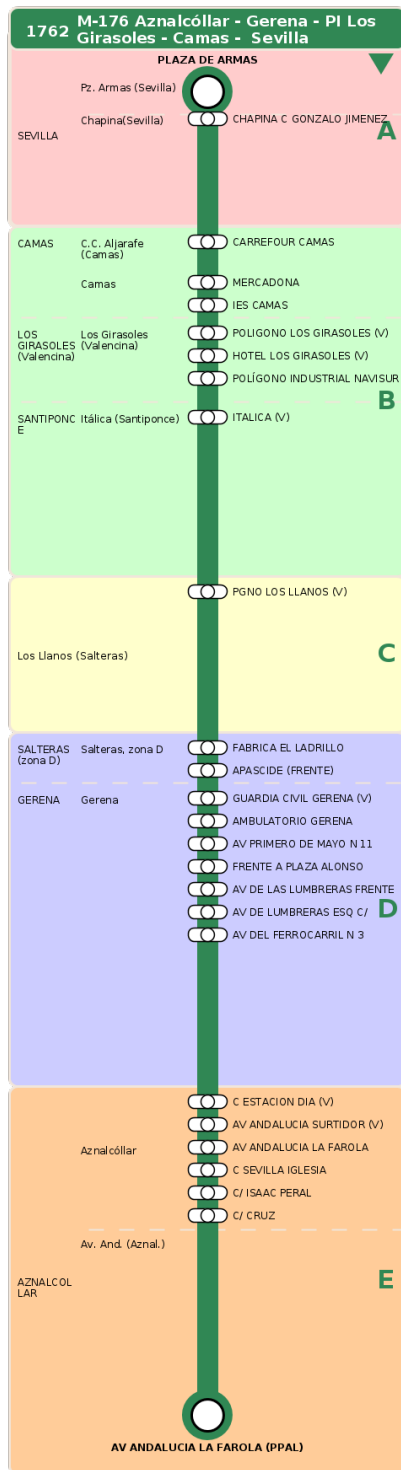 1762
M-176 Aznalcóllar - Gerena - PI Los
Girasoles - Camas - Sevilla
PLAZA DE ARMAS
Pz. Armas (Sevilla)
Chapina(Sevilla)
CHAPINA C GONZALO JIMENEZ
A
SEVILLA
CAMAS
C.C. Aljarafe
(Camas)
CARREFOUR CAMAS
Camas
MERCADONA
IES CAMAS
LOS
GIRASOLES
(Valencina)
Los Girasoles
(Valencina)
POLIGONO LOS GIRASOLES (V)
HOTEL LOS GIRASOLES (V)
POLÍGONO INDUSTRIAL NAVISUR
B
SANTIPONC
E
Itálica (Santiponce)
ITALICA (V)
PGNO LOS LLANOS (V)
Los Llanos (Salteras)
C
SALTERAS
(zona D)
Salteras, zona D
FABRICA EL LADRILLO
APASCIDE (FRENTE)
GERENA
Gerena
GUARDIA CIVIL GERENA (V)
AMBULATORIO GERENA
AV PRIMERO DE MAYO N 11
FRENTE A PLAZA ALONSO
AV DE LAS LUMBRERAS FRENTE
AV DE LUMBRERAS ESQ C/
D
AV DEL FERROCARRIL N 3
C ESTACION DIA (V)
AV ANDALUCIA SURTIDOR (V)
AV ANDALUCIA LA FAROLA
Aznalcóllar
C SEVILLA IGLESIA
C/ ISAAC PERAL
C/ CRUZ
Av. And. (Aznal.)
AZNALCOL
LAR
E
AV ANDALUCIA LA FAROLA (PPAL)